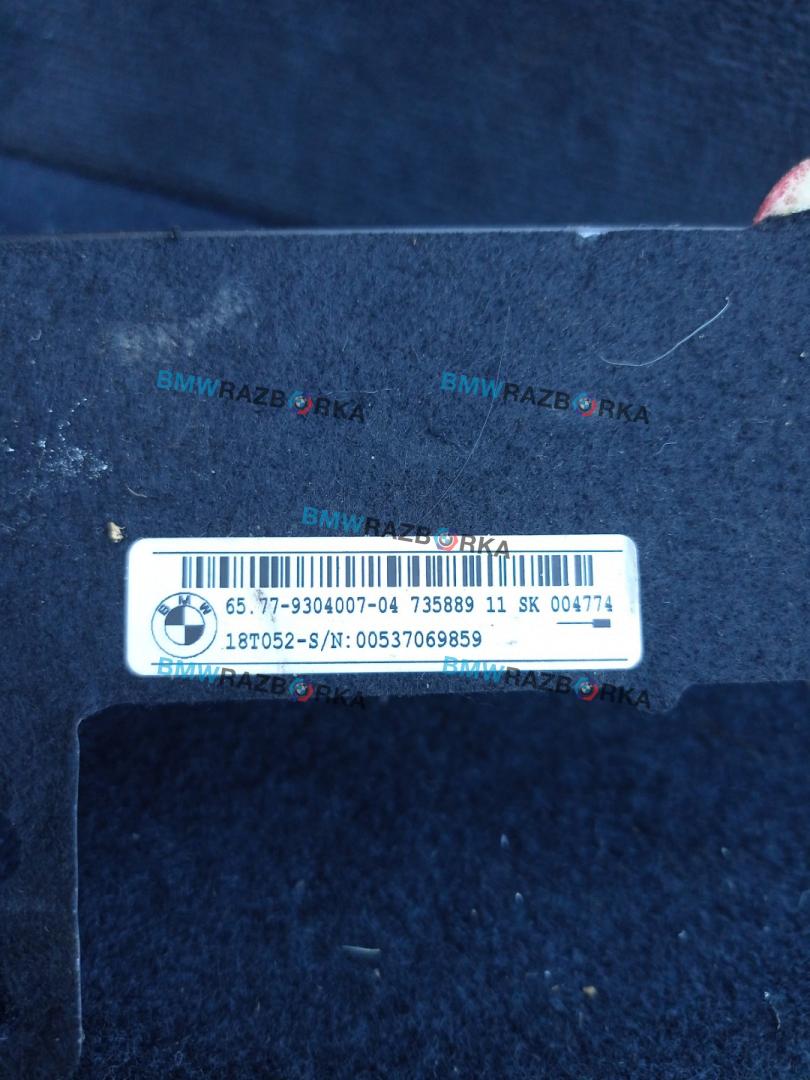 BMWRAZBORKA BMWRAZBORKA
BMWRAZBORKA
BMW
65.77-9304007-04 735889 11 SK 004774
18T052-S/N:00537069859
BMWRAZBORKA BMWRAZBORKA